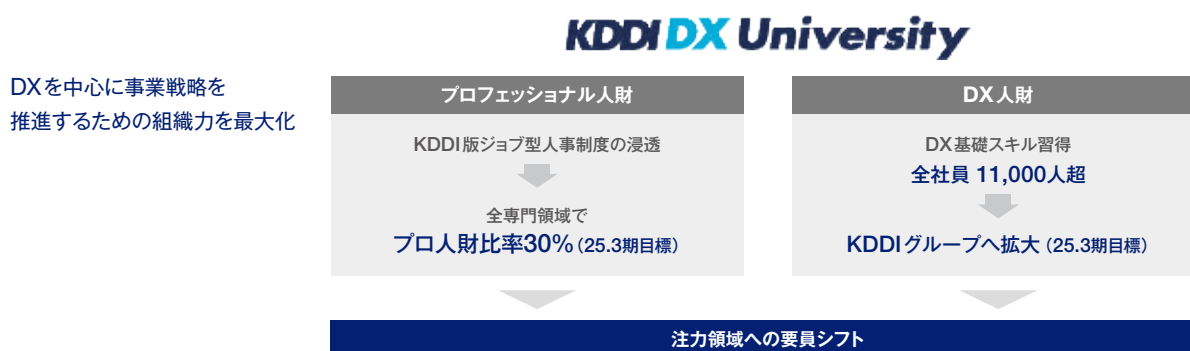 KDDI DX University
DXを中心に事業戦略を
推進するための組織力を最大化
プロフェッショナル人財
KDDI版ジョブ型人事制度の浸透
全専門領域で
プロ人財比率30%(25.3期目標)
DX人財
DX基礎スキル習得
全社員 11,000人超
KDDIグループへ拡大(25.3期目標)
注力領域への要員シフト